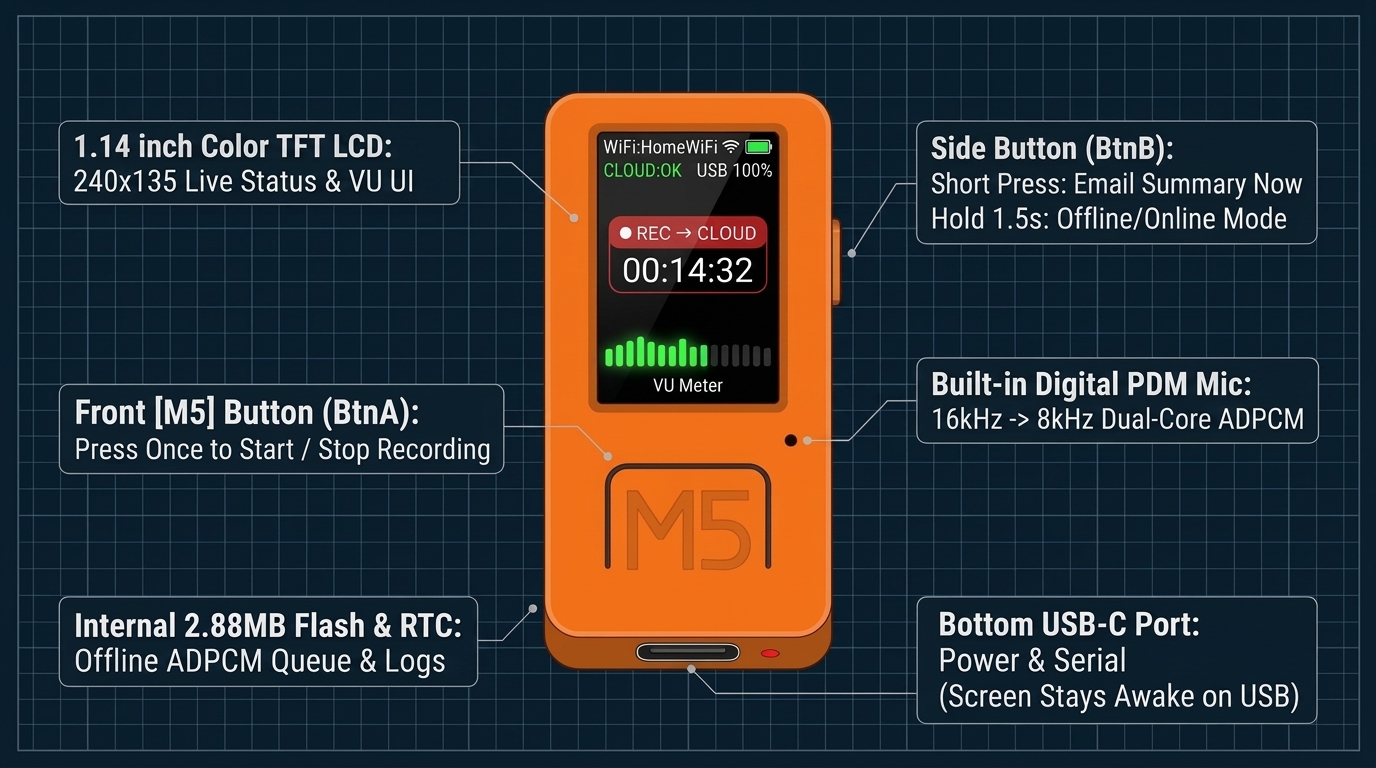 1.14 inch Color TFT LCD:
240x135 Live Status & VU UI
Front [M5] Button (BtnA):
Press Once to Start / Stop Recording
Internal 2.88MB Flash & RTC:
Offline ADPCM Queue & Logs
WiFi:HomeWiFi
CLOUD:OK USB 100%
REC → CLOUD
00:14:32
VU Meter
M5
Side Button (BtnB):
Short Press: Email Summary Now
Hold 1.5s: Offline/Online Mode
Built-in Digital PDM Mic:
16kHz -> 8kHz Dual-Core ADPCM
Bottom USB-C Port:
Power & Serial
(Screen Stays Awake on USB)